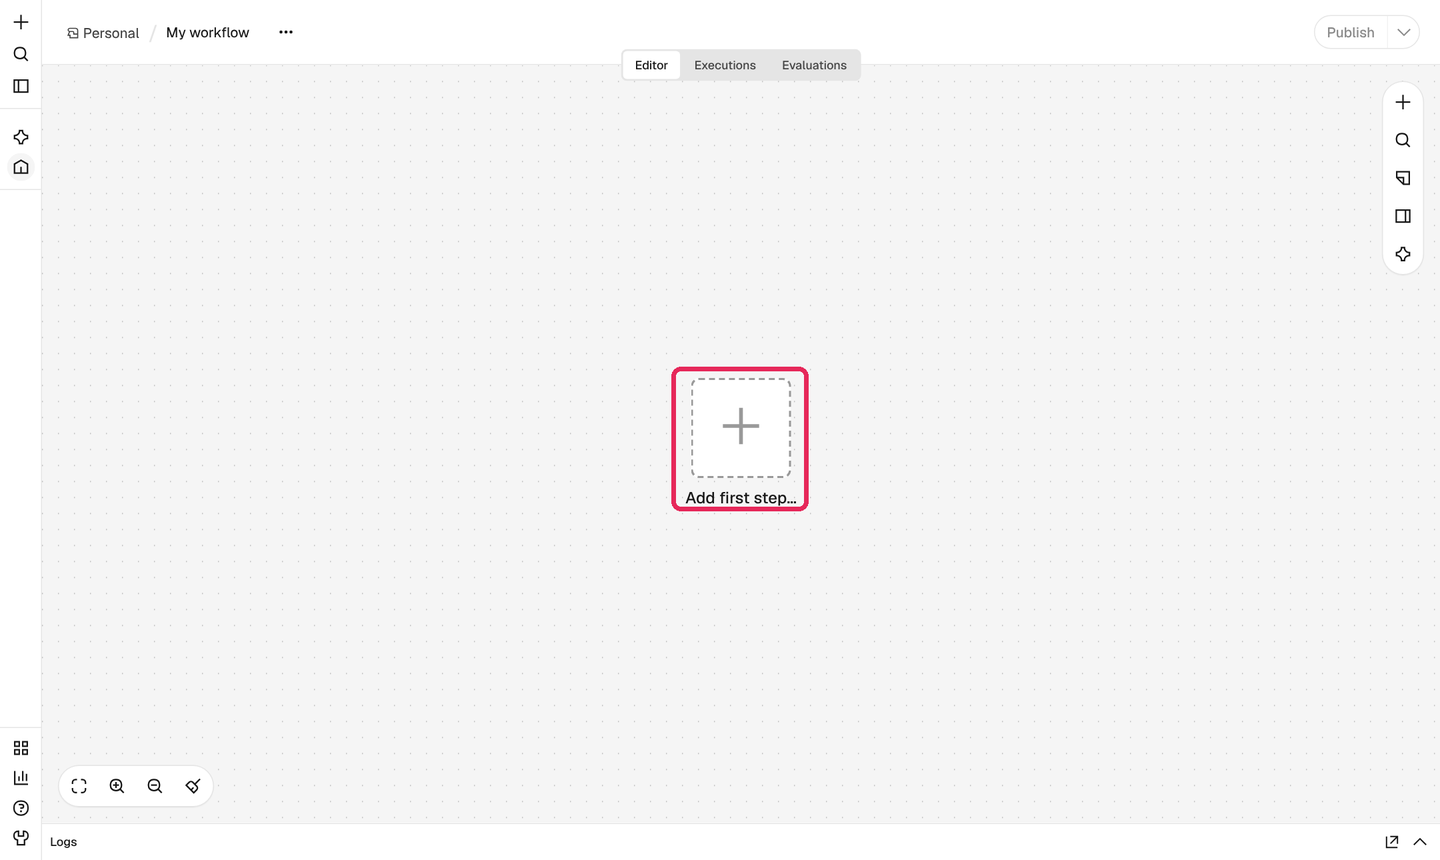 Personal / My workflow
Publish
Editor Executions Evaluations
Add first step...
Logs